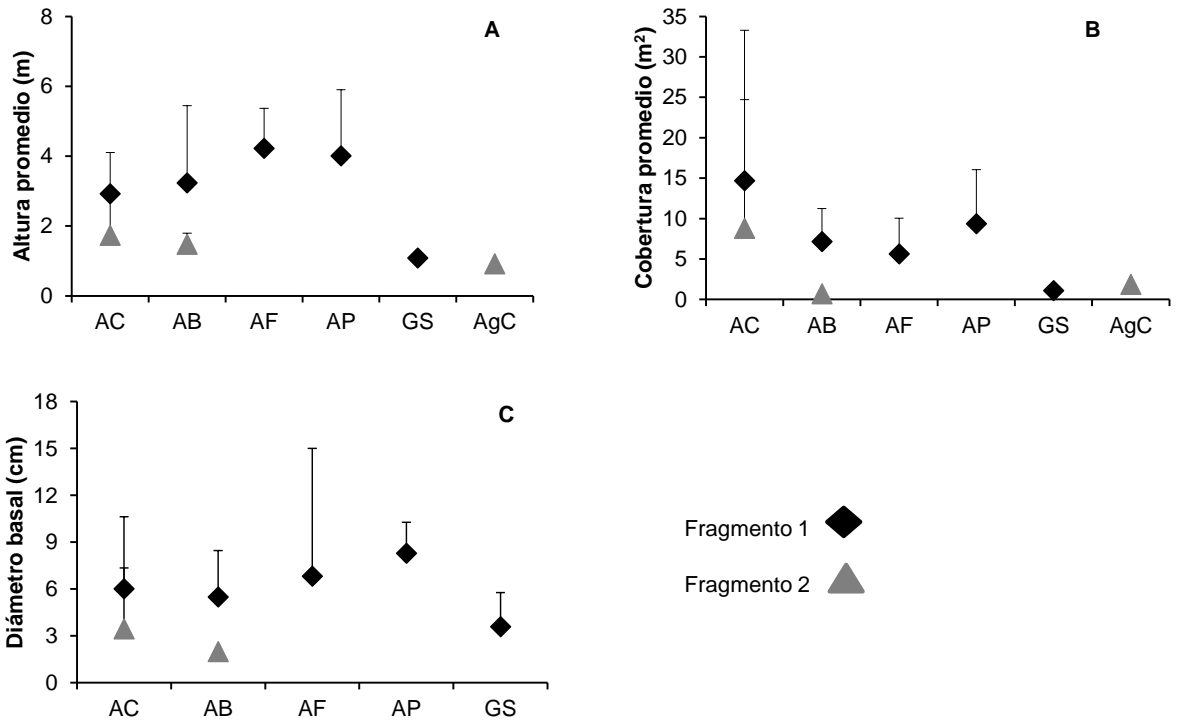 A
Altura promedio (m)
8
6
4
2
0
AC AB AF AP GS AgC
B
Cobertura promedio (m²)
35
30
25
20
15
10
5
0
AC AB AF AP GS AgC
C
Diámetro basal (cm)
18
15
12
9
6
3
0
AC AB AF AP GS
Fragmento 1
Fragmento 2